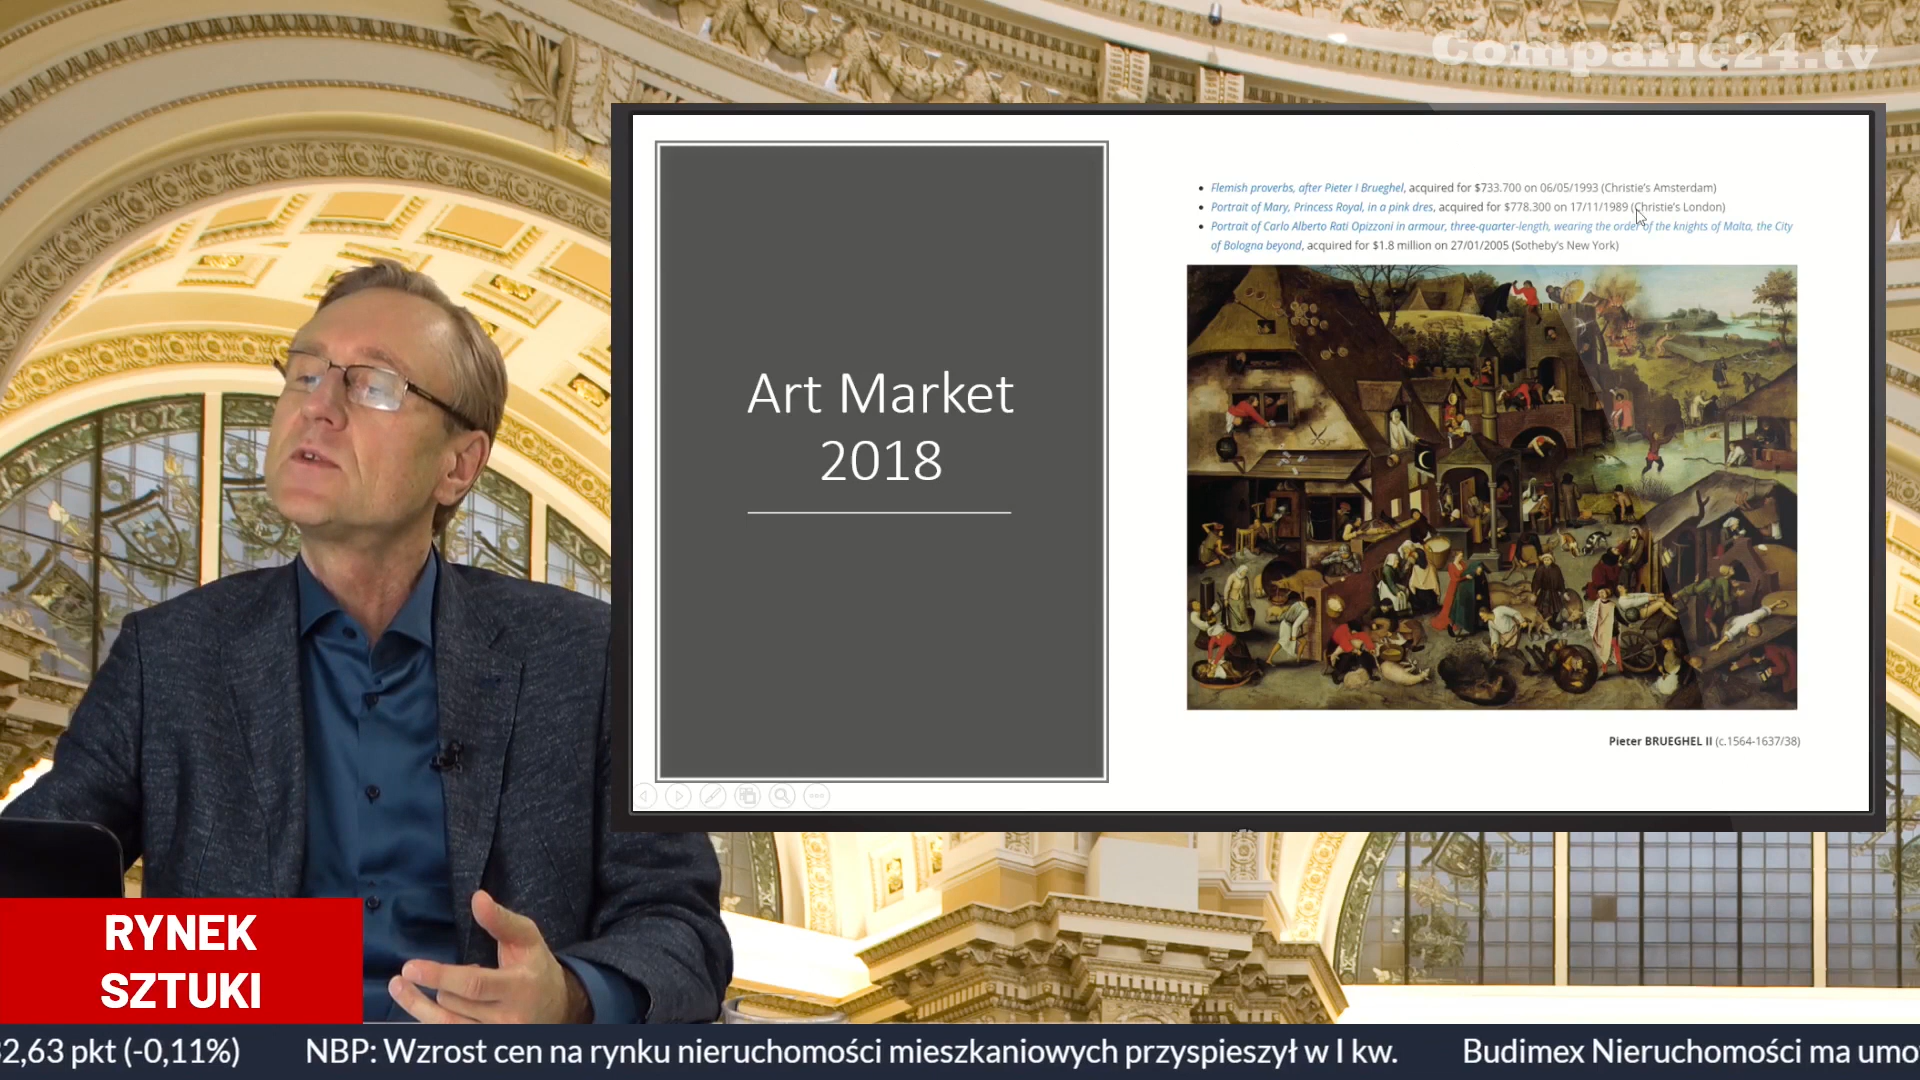 Comparic24.tv
• Flemish proverbs, after Pieter I Brueghel, acquired for $733.700 on 06/05/1993 (Christie's Amsterdam)
• Portrait of Mary, Princess Royal, in a pink dres, acquired for $778.300 on 17/11/1989 (Christie's London)
• Portrait of Carlo Alberto Rati Opizzoni in armour, three-quarter-length, wearing the order of the knights of Malta, the City
of Bologna beyond, acquired for $1.8 million on 27/01/2005 (Sotheby's New York)
Art Market
2018
Pieter BRUEGHEL II (c.1564-1637/38)
RYNEK
SZTUKI
2,63 pkt (-0,11%) NBP: Wzrost cen na rynku nieruchomości mieszkaniowych przyspieszył w I kw. Budimex Nieruchomości ma umo